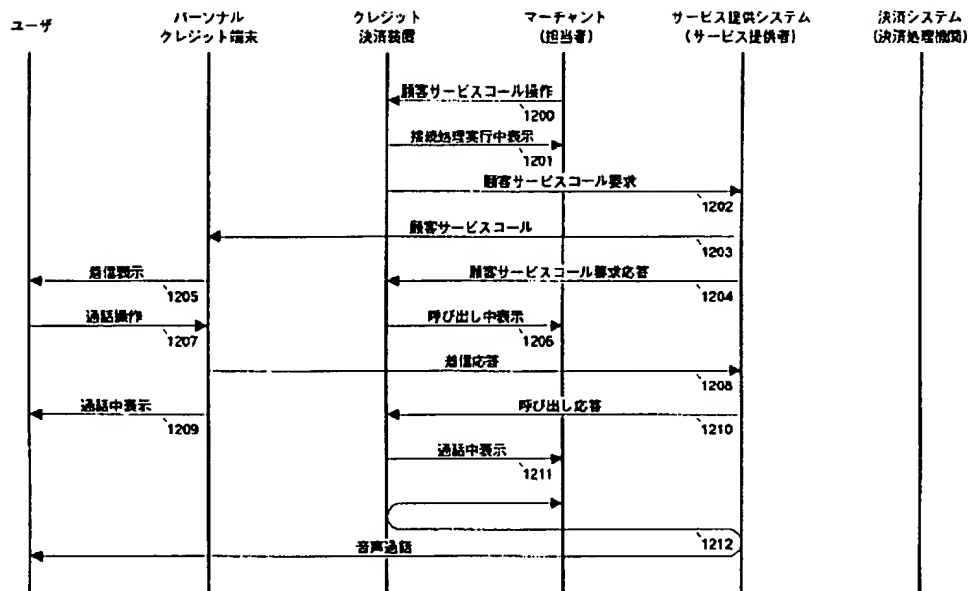 ユーザ
パーソナル
クレジット端末
クレジット
決済装置
マーチャント
(担当者)
サービス提供システム
(サービス提供者)
決済システム
(決済処理機関)
顧客サービスコール操作
1200
接続処理実行中表示
1201
顧客サービスコール要求
1202
顧客サービスコール
1203
着信表示
1205
顧客サービスコール要求応答
1204
通話操作
1207
呼び出し中表示
1206
着信応答
1208
通話中表示
1209
呼び出し応答
1210
通話中表示
1211
音声通話
1212